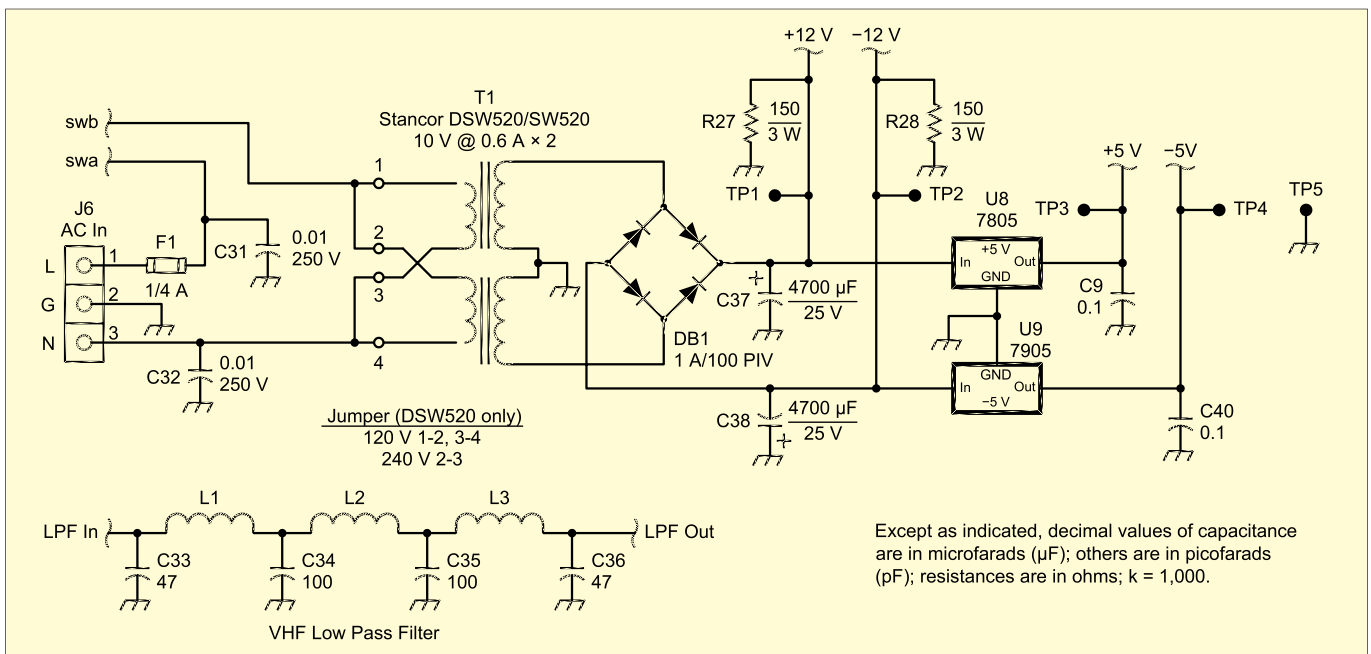 +12 V
−12 V
T1
Stancor DSW520/SW520
10 V @ 0.6 A × 2
swb
swa
R27
150
3 W
R28
150
3 W
+5 V
−5V
J6
AC In
L
1
F1
1/4 A
G
2
N
3
C31
0.01
250 V
C32
0.01
250 V
1
2
3
4
TP1
TP2
TP3
TP4
TP5
U8
7805
+5 V
In
Out
GND
U9
7905
GND
In
Out
−5 V
C37
+
4700 µF
25 V
C9
0.1
DB1
1 A/100 PIV
C38
4700 µF
25 V
+
C40
0.1
Jumper (DSW520 only)
120 V 1-2, 3-4
240 V 2-3
LPF In
L1
L2
L3
LPF Out
C33
47
C34
100
C35
100
C36
47
VHF Low Pass Filter
Except as indicated, decimal values of capacitance
are in microfarads (µF); others are in picofarads
(pF); resistances are in ohms; k = 1,000.